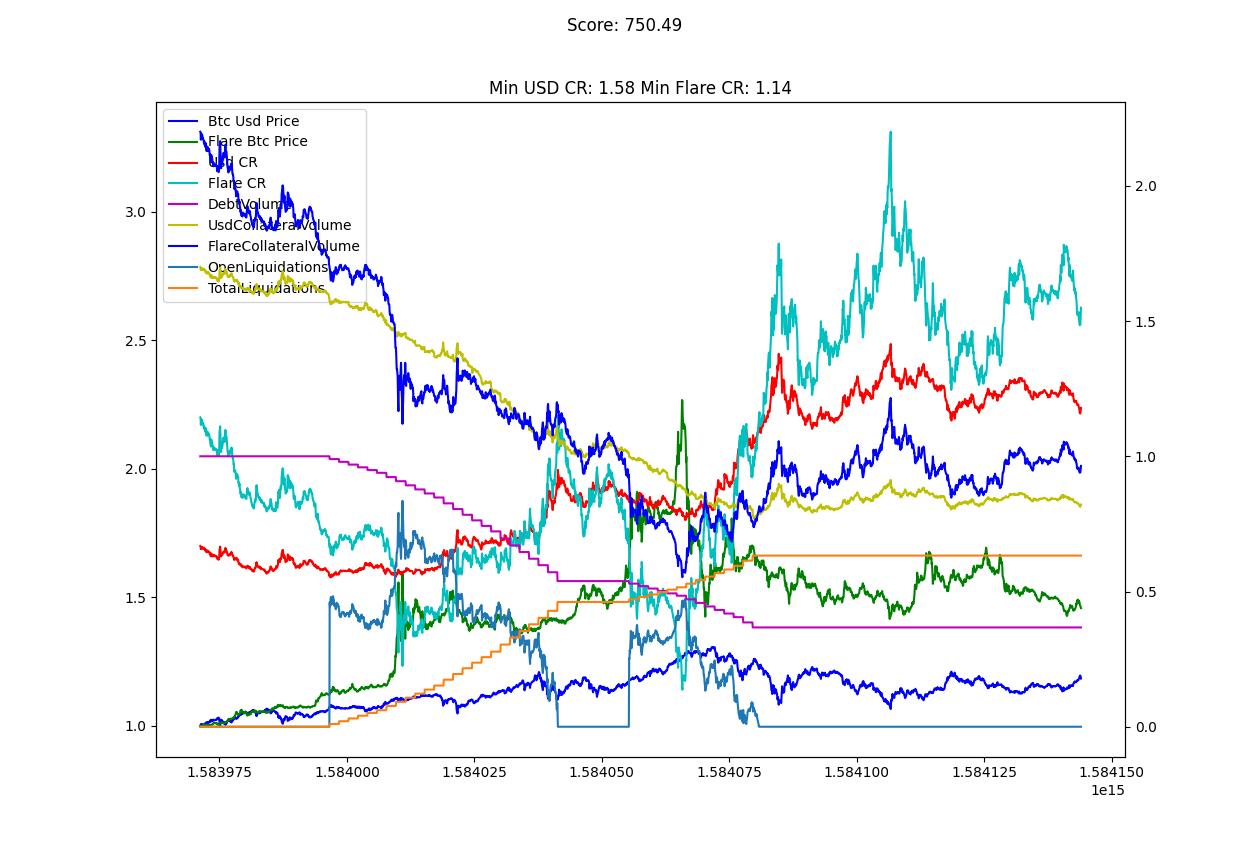 Score: 750.49
Min USD CR: 1.58 Min Flare CR: 1.14
Btc Usd Price
Flare Btc Price
Usd CR
Flare CR
DebtVolume
UsdCollateralVolume
FlareCollateralVolume
OpenLiquidations
TotalLiquidations
3.0
2.5
2.0
1.5
1.0
2.0
1.5
1.0
0.5
0.0
1.583975 1.584000 1.584025 1.584050 1.584075 1.584100 1.584125 1.584150
1e15